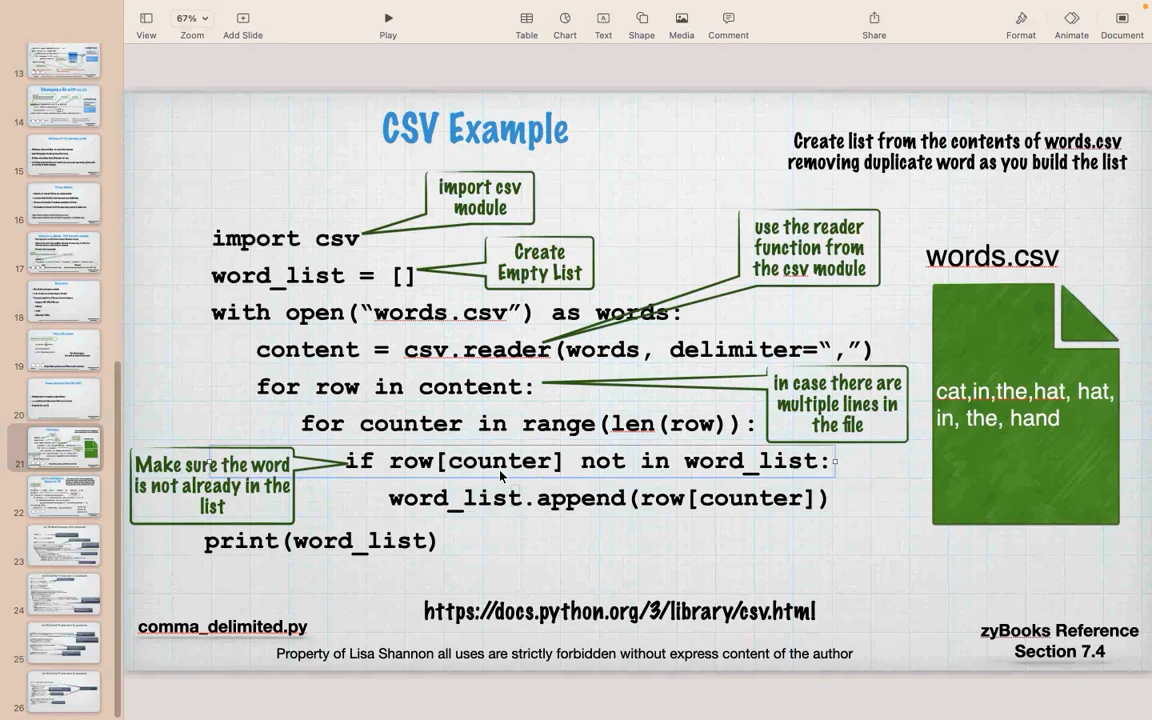 67%
View
Zoom
Add Slide
Play
Table
Chart
Text
Shape
Media
Comment
Share
Format
Animate
Document
13
14
15
16
17
18
19
20
21
22
23
24
25
26
CSV Example
Create list from the contents of words.csv
removing duplicate word as you build the list
import csv
module
use the reader
function from
the csv module
import csv
Create
Empty List
word_list = []
words.csv
with open(“words.csv”) as words:
content = csv.reader(words, delimiter=“,”)
for row in content:
in case there are
multiple lines in
the file
cat,in,the,hat, hat,
in, the, hand
for counter in range(len(row)):
Make sure the word
is not already in the
list
if row[counter] not in word_list:
word_list.append(row[counter])
print(word_list)
https://docs.python.org/3/library/csv.html
comma_delimited.py
zyBooks Reference
Section 7.4
Property of Lisa Shannon all uses are strictly forbidden without express content of the author